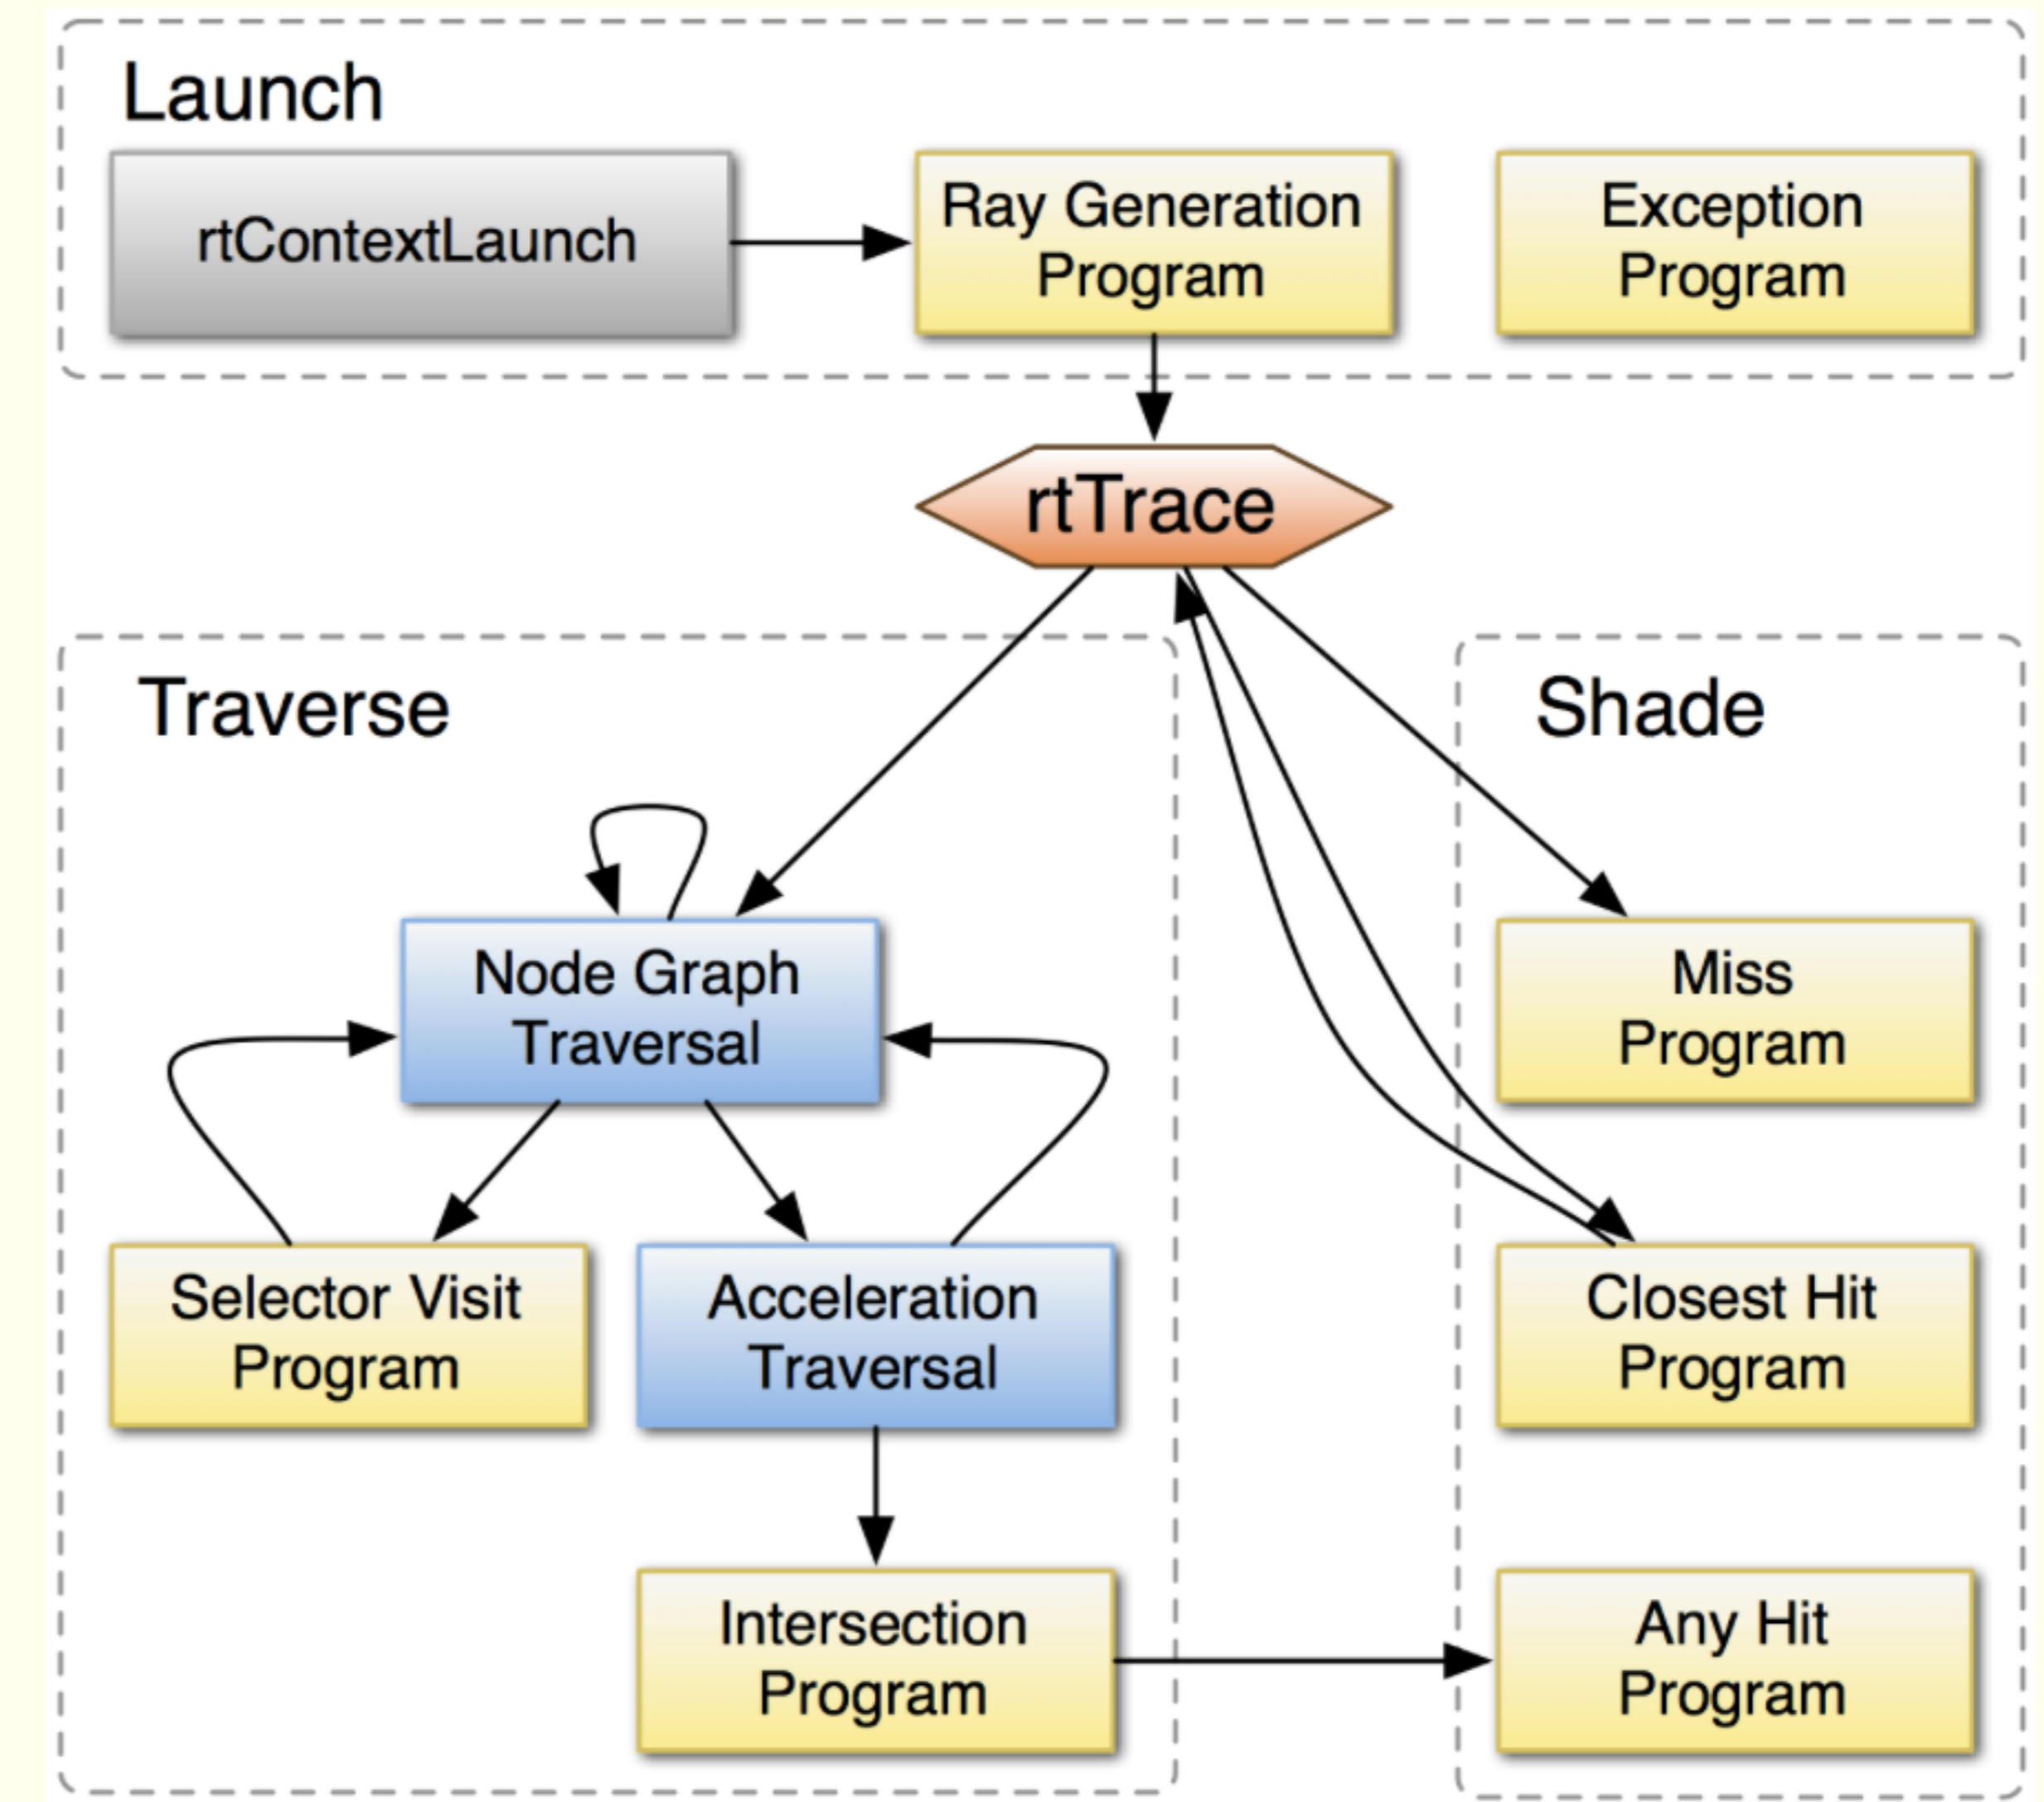 Launch
rtContextLaunch
Ray Generation
Program
Exception
Program
rtTrace
Traverse
Shade
Node Graph
Traversal
Miss
Program
Selector Visit
Program
Acceleration
Traversal
Closest Hit
Program
Intersection
Program
Any Hit
Program